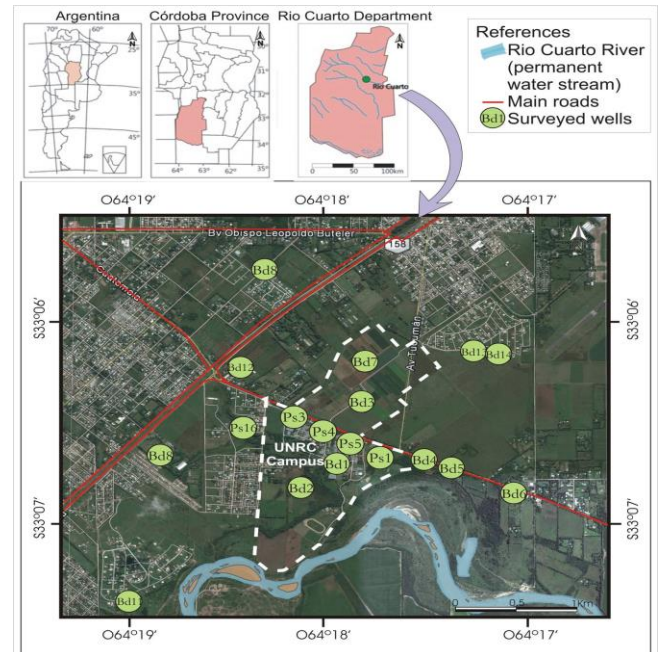 Argentina
Córdoba Province
Rio Cuarto Department
70° 60°
N
25°
35°
45°
N
31°
32°
33°
34°
35°
64° 63° 62°
N
Rio Cuarto
0 50 100km
References
Rio Cuarto River
(permanent
water stream)
Main roads
Bd1 Surveyed wells
O64°19' O64°18' O64°17'
Bv Obispo Leopoldo Buteler
158
Bd8
S33°06'
S33°06'
Bd7
Av Tucumán
Bd14
Bd12
Bd3
Ps3
Ps16
Ps4
UNRC
Campus
Ps5
Bd8
Bd1
Ps1
Bd4
Bd5
Bd2
Bd6
S33°07'
S33°07'
Bd1
0 0,5 1Km
O64°19' O64°18' O64°17'